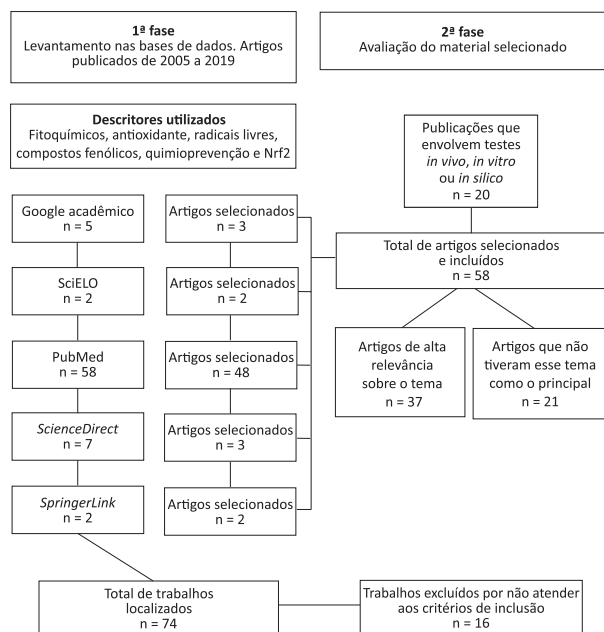 1ª fase
Levantamento nas bases de dados. Artigos
publicados de 2005 a 2019
2ª fase
Avaliação do material selecionado
Descritores utilizados
Fitoquímicos, antioxidante, radicais livres,
compostos fenólicos, quimioprevenção e Nrf2
Publicações que
envolvem testes
in vivo, in vitro
ou in silico
n = 20
Google acadêmico
n = 5
Artigos selecionados
n = 3
Total de artigos selecionados
e incluídos
n = 58
SciELO
n = 2
Artigos selecionados
n = 2
PubMed
n = 58
Artigos selecionados
n = 48
Artigos de alta
relevância
sobre o tema
n = 37
Artigos que não
tiveram esse tema
como o principal
n = 21
ScienceDirect
n = 7
Artigos selecionados
n = 3
SpringerLink
n = 2
Artigos selecionados
n = 2
Total de trabalhos
localizados
n = 74
Trabalhos excluídos por não atender
aos critérios de inclusão
n = 16